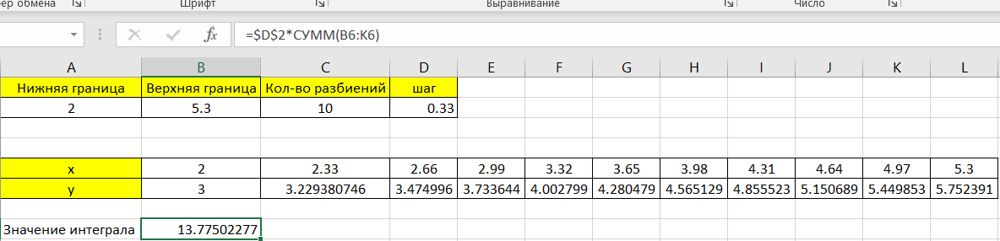 бер обмена Шрифт Выравнивание Число
fx =$D$2*СУММ(B6:K6)
A B C D E F G H I J K L
Нижняя граница Верхняя граница Кол-во разбиений шаг
2 5.3 10 0.33
x 2 2.33 2.66 2.99 3.32 3.65 3.98 4.31 4.64 4.97 5.3
y 3 3.229380746 3.474996 3.733644 4.002799 4.280479 4.565129 4.855523 5.150689 5.449853 5.752391
Значение интеграла 13.77502277